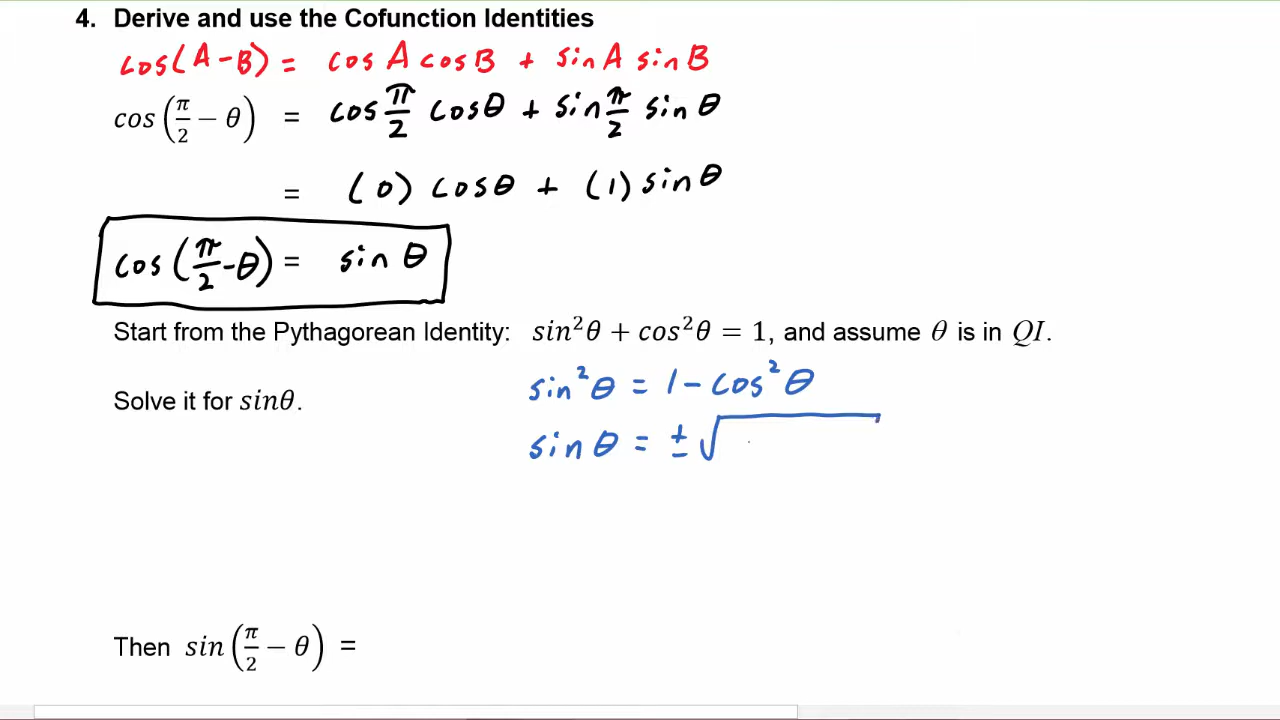 4. Derive and use the Cofunction Identities
cos(A-B) = cos A cos B + sin A sin B
cos(π/2 − θ) = cos π/2 cos θ + sin π/2 sin θ
= (0) cos θ + (1) sin θ
cos(π/2 - θ) = sin θ
Start from the Pythagorean Identity: sin²θ + cos²θ = 1, and assume θ is in QI.
sin²θ = 1 - cos²θ
Solve it for sinθ.
sin θ = ±√
Then sin(π/2 − θ) =